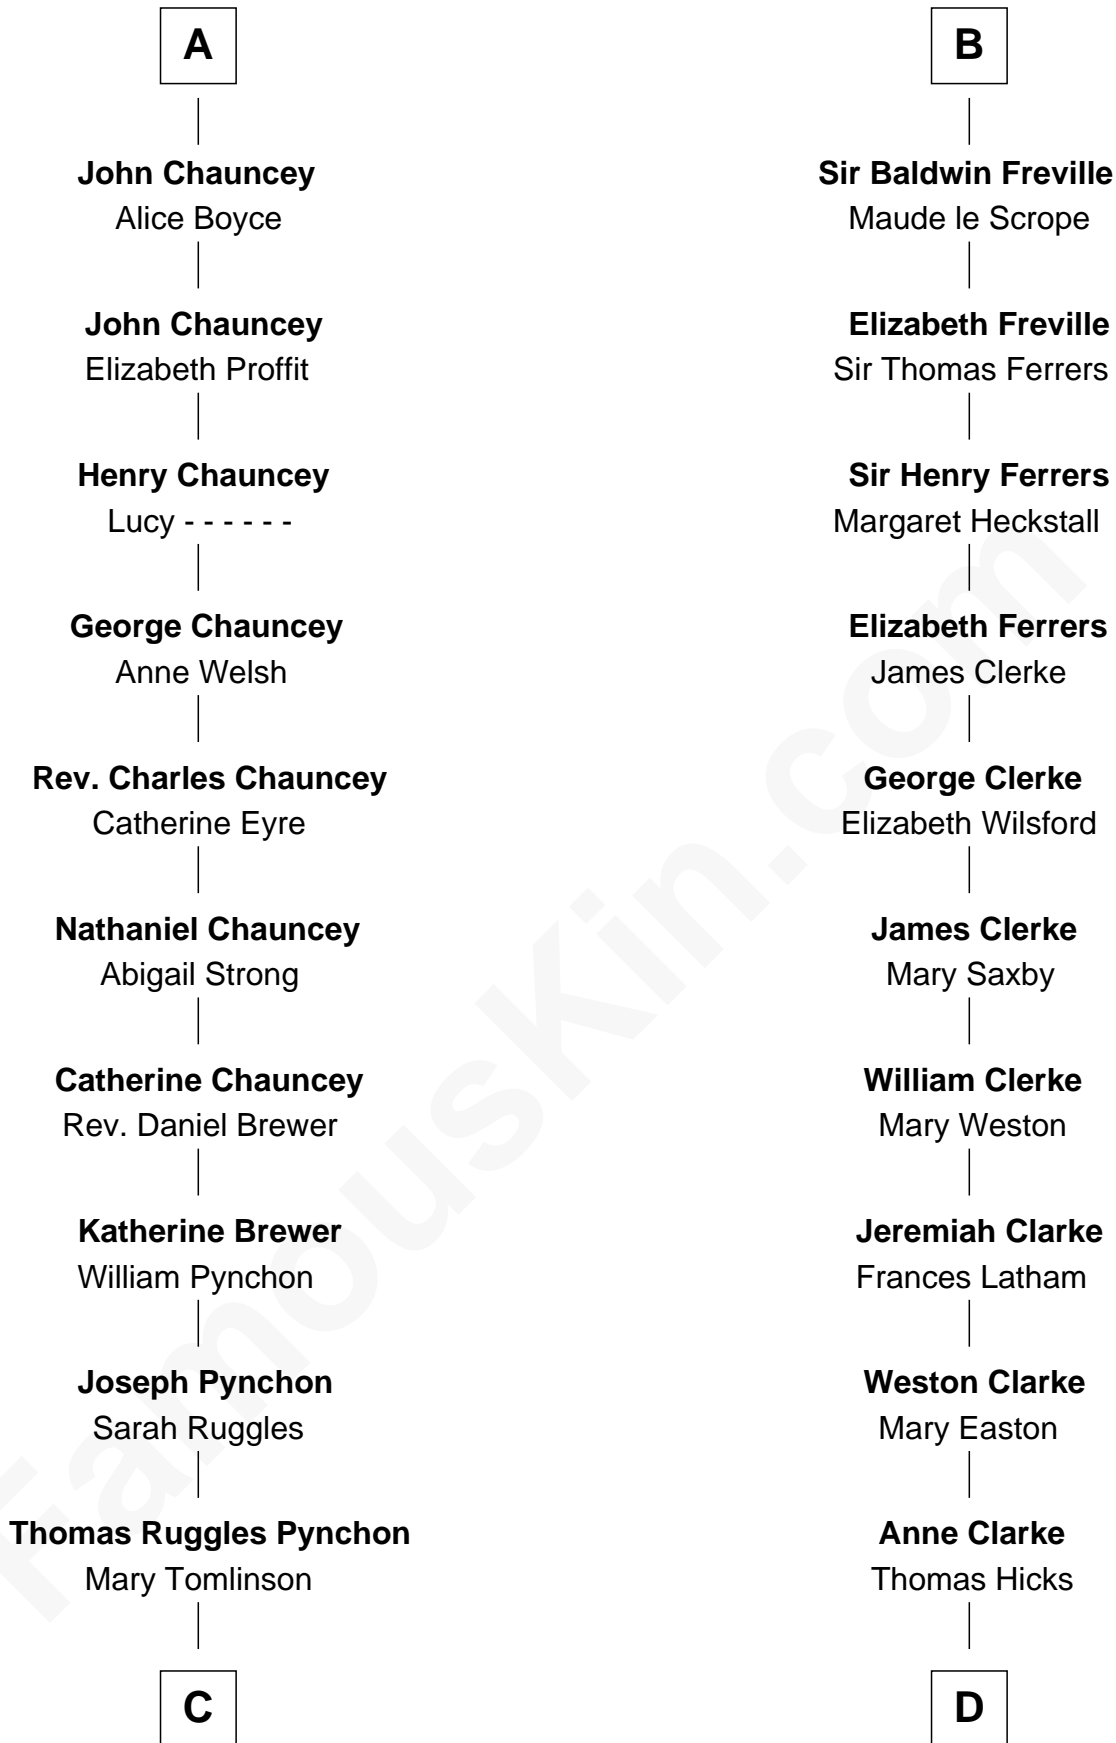 A
John Chauncey
Alice Boyce
John Chauncey
Elizabeth Proffit
Henry Chauncey
Lucy - - - - - -
George Chauncey
Anne Welsh
Rev. Charles Chauncey
Catherine Eyre
Nathaniel Chauncey
Abigail Strong
Catherine Chauncey
Rev. Daniel Brewer
Katherine Brewer
William Pynchon
Joseph Pynchon
Sarah Ruggles
Thomas Ruggles Pynchon
Mary Tomlinson
C
B
Sir Baldwin Freville
Maude le Scrope
Elizabeth Freville
Sir Thomas Ferrers
Sir Henry Ferrers
Margaret Heckstall
Elizabeth Ferrers
James Clerke
George Clerke
Elizabeth Wilsford
James Clerke
Mary Saxby
William Clerke
Mary Weston
Jeremiah Clarke
Frances Latham
Weston Clarke
Mary Easton
Anne Clarke
Thomas Hicks
D
FamousKin.com